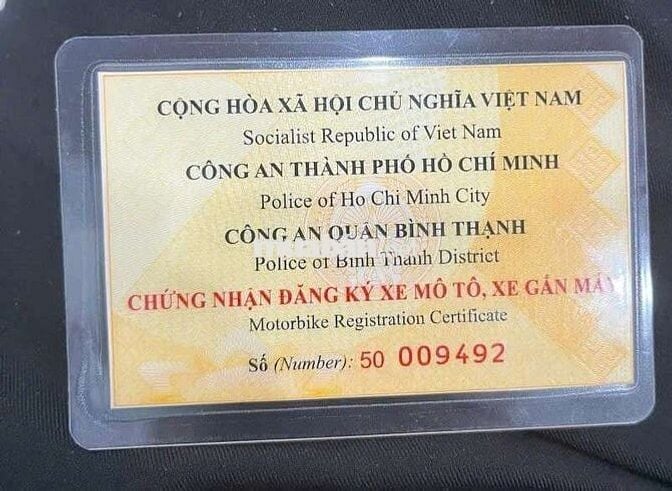 CỘNG HÒA XÃ HỘI CHỦ NGHĨA VIỆT NAM
Socialist Republic of Viet Nam
CÔNG AN THÀNH PHỐ HỒ CHÍ MINH
Police of Ho Chi Minh City
CÔNG AN QUẬN BÌNH THẠNH
Police of Binh Thanh District
CHỨNG NHẬN ĐĂNG KÝ XE MÔ TÔ, XE GẮN MÁY
Motorbike Registration Certificate
Số (Number): 50 009492